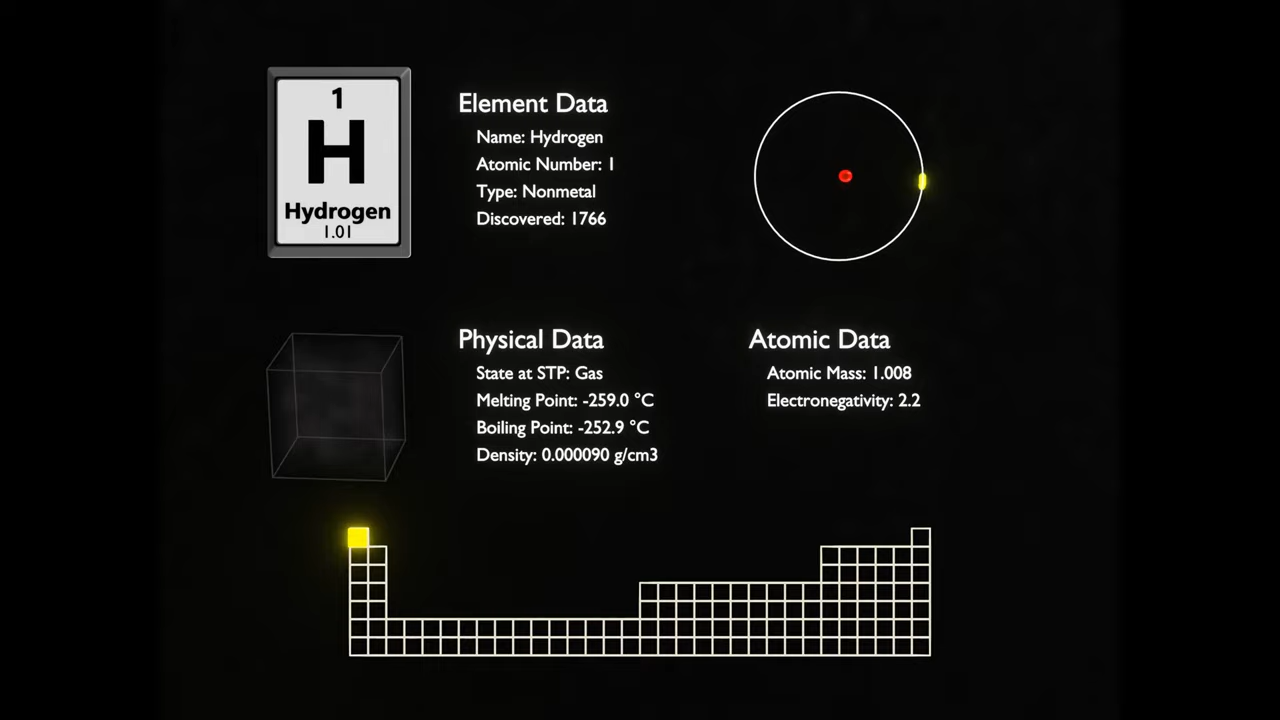 1
H
Hydrogen
1.01
Element Data
Name: Hydrogen
Atomic Number: 1
Type: Nonmetal
Discovered: 1766
Physical Data
State at STP: Gas
Melting Point: -259.0 °C
Boiling Point: -252.9 °C
Density: 0.000090 g/cm3
Atomic Data
Atomic Mass: 1.008
Electronegativity: 2.2